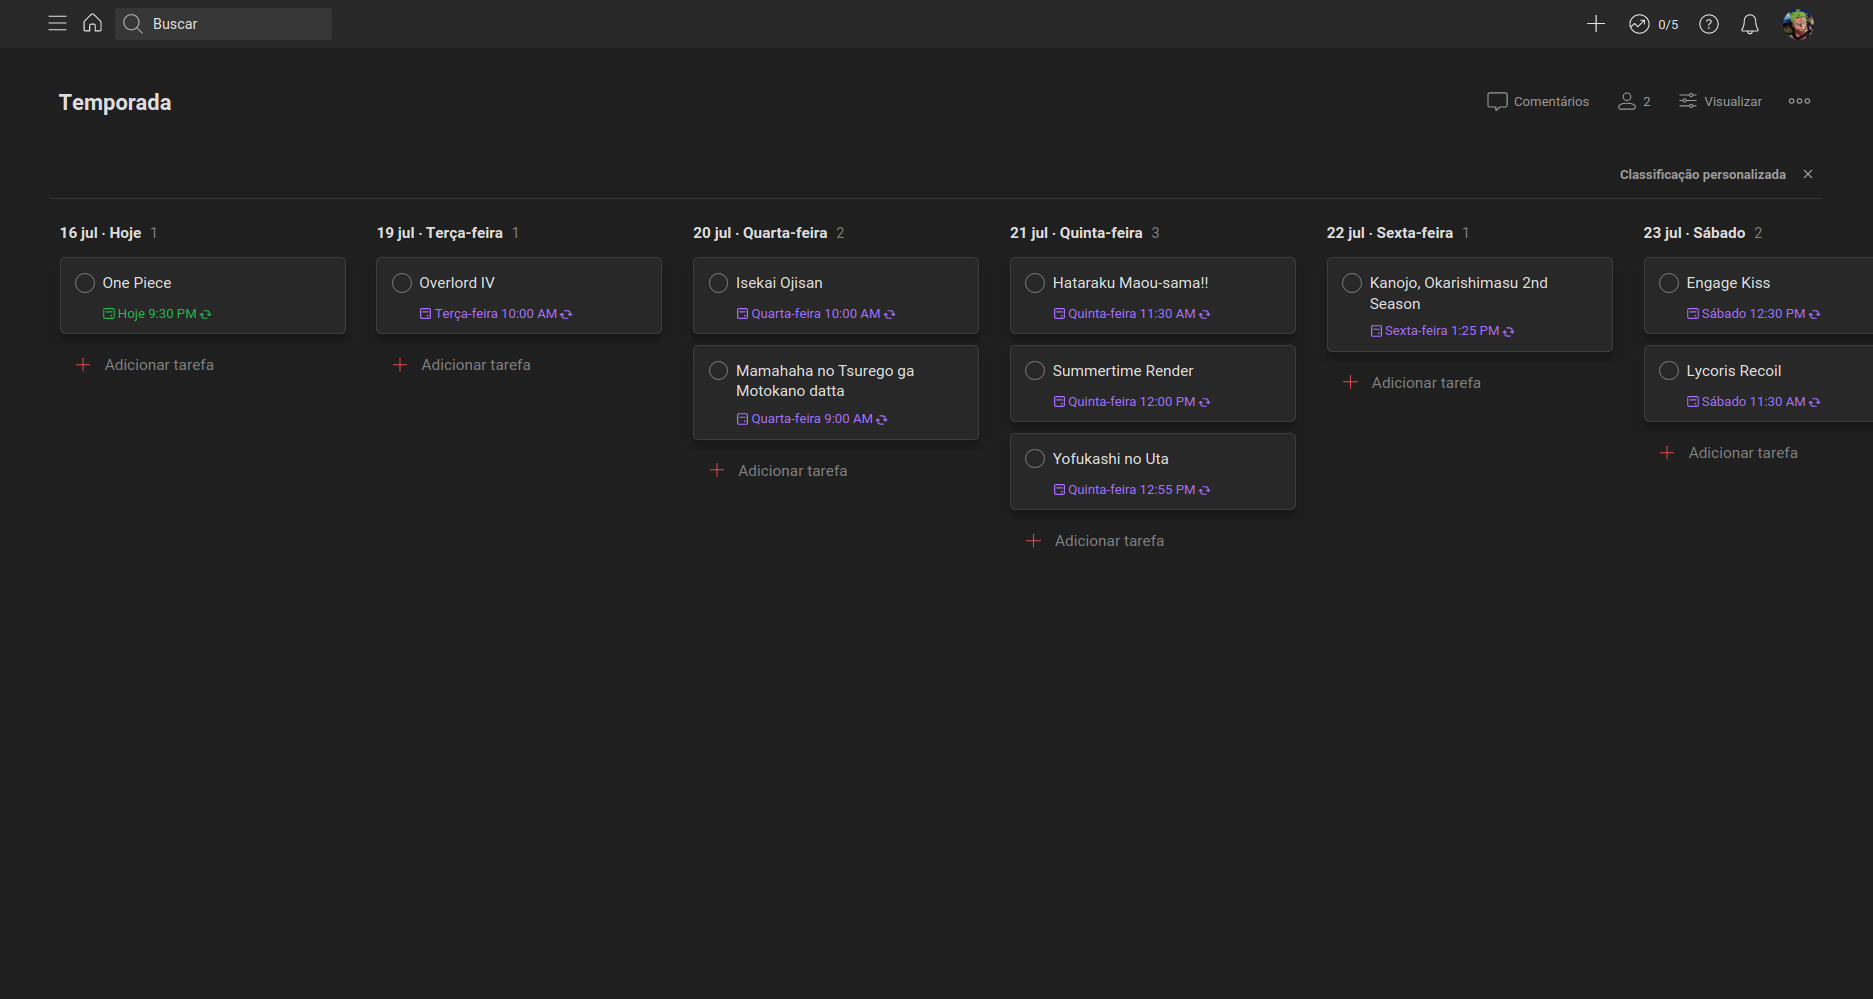 Buscar
0/5
Temporada
Comentários
2
Visualizar
Classificação personalizada
16 jul · Hoje 1
One Piece
Hoje 9:30 PM
Adicionar tarefa
19 jul · Terça-feira 1
Overlord IV
Terça-feira 10:00 AM
Adicionar tarefa
20 jul · Quarta-feira 2
Isekai Ojisan
Quarta-feira 10:00 AM
Mamahaha no Tsurego ga
Motokano datta
Quarta-feira 9:00 AM
Adicionar tarefa
21 jul · Quinta-feira 3
Hataraku Maou-sama!!
Quinta-feira 11:30 AM
Summertime Render
Quinta-feira 12:00 PM
Yofukashi no Uta
Quinta-feira 12:55 PM
Adicionar tarefa
22 jul · Sexta-feira 1
Kanojo, Okarishimasu 2nd
Season
Sexta-feira 1:25 PM
Adicionar tarefa
23 jul · Sábado 2
Engage Kiss
Sábado 12:30 PM
Lycoris Recoil
Sábado 11:30 AM
Adicionar tarefa